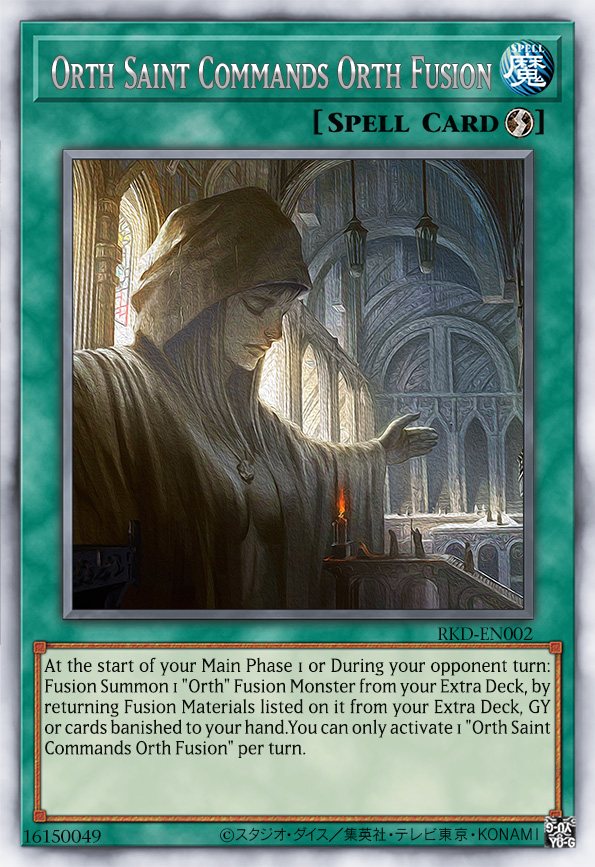 ORTH SAINT COMMANDS ORTH FUSION
SPELL
魔
[SPELL CARD]
RKD-EN002
At the start of your Main Phase 1 or During your opponent turn:
Fusion Summon 1 "Orth" Fusion Monster from your Extra Deck, by
returning Fusion Materials listed on it from your Extra Deck, GY
or cards banished to your hand.You can only activate 1 "Orth Saint
Commands Orth Fusion" per turn.
16150049
©スタジオ・ダイス／集英社・テレビ東京・KONAMI